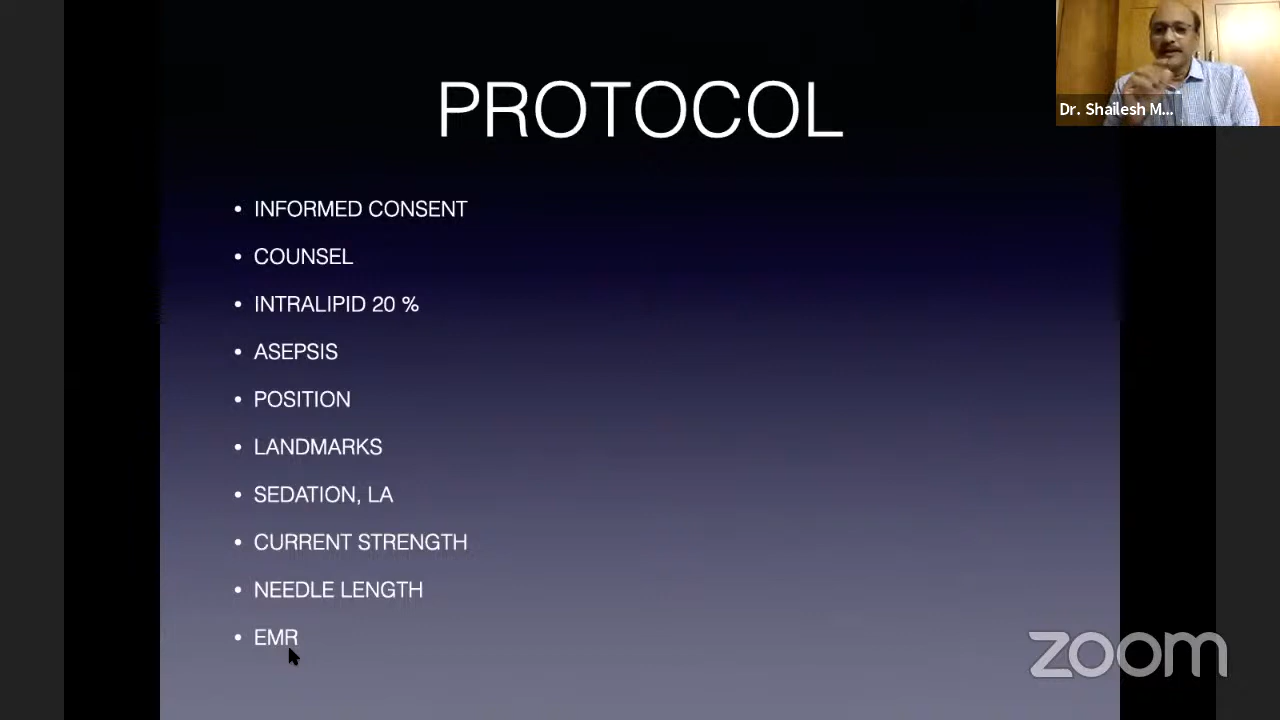 Dr. Shailesh M...
PROTOCOL
• INFORMED CONSENT
• COUNSEL
• INTRALIPID 20 %
• ASEPSIS
• POSITION
• LANDMARKS
• SEDATION, LA
• CURRENT STRENGTH
• NEEDLE LENGTH
• EMR
zoom